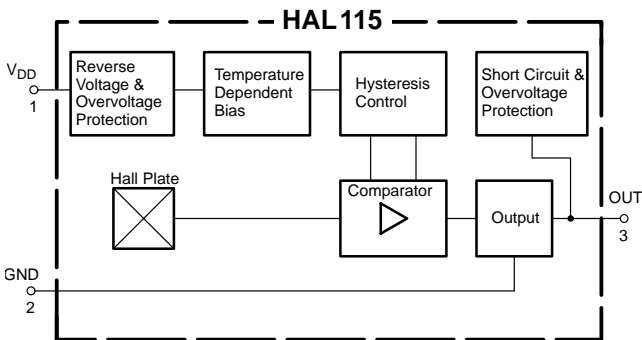 HAL 115
VDD
1
Reverse
Voltage &
Overvoltage
Protection
Temperature
Dependent
Bias
Hysteresis
Control
Short Circuit &
Overvoltage
Protection
Hall Plate
Comparator
Output
OUT
3
GND
2